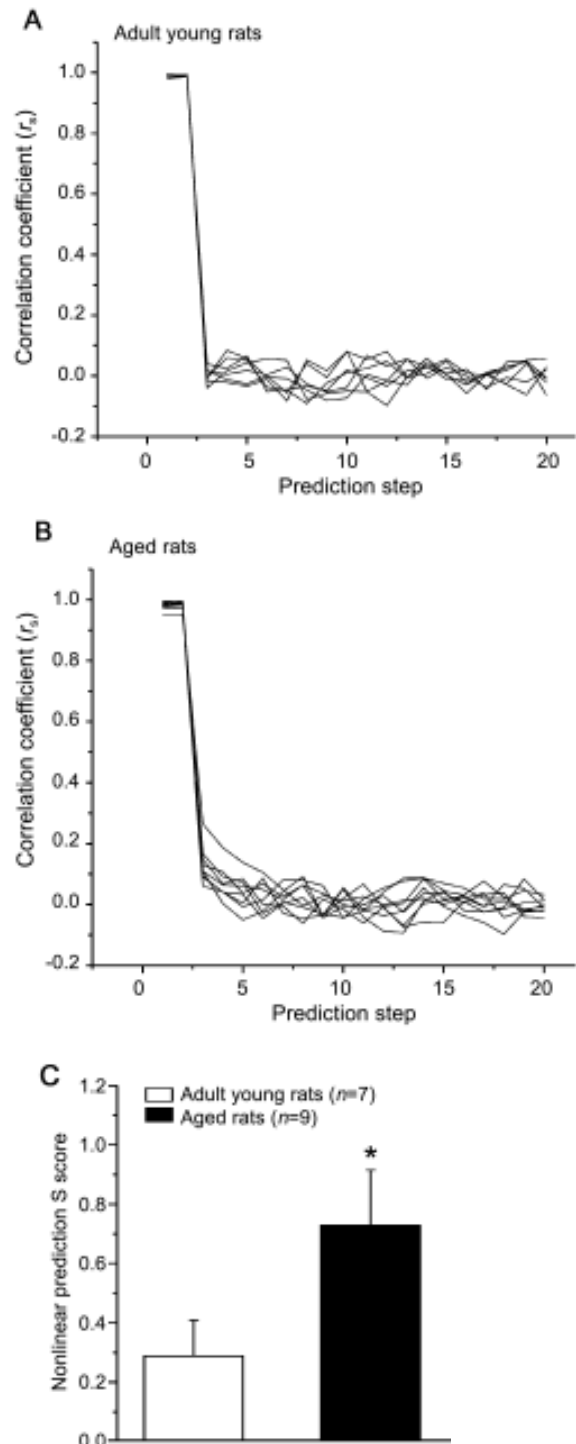 A
Adult young rats
Correlation coefficient (rs)
1.0
0.8
0.6
0.4
0.2
0.0
-0.2
0 5 10 15 20
Prediction step
B
Aged rats
Correlation coefficient (rs)
1.0
0.8
0.6
0.4
0.2
0.0
-0.2
0 5 10 15 20
Prediction step
C
Nonlinear prediction S score
1.2
1.0
0.8
0.6
0.4
0.2
0.0
Adult young rats (n=7)
Aged rats (n=9)
*